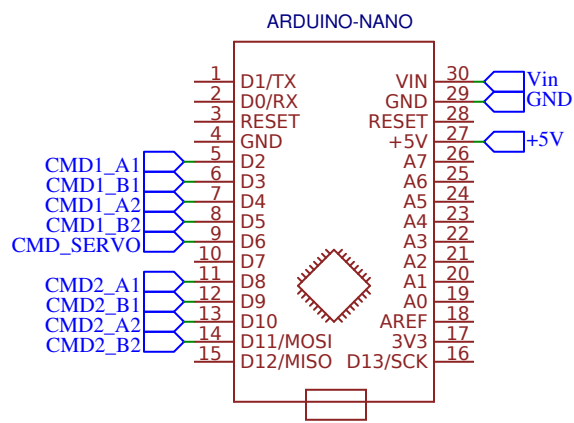 ARDUINO-NANO
1 D1/TX VIN 30 Vin
2 D0/RX GND 29 GND
3 RESET RESET 28
4 GND +5V 27 +5V
CMD1_A1 5 D2 A7 26
CMD1_B1 6 D3 A6 25
CMD1_A2 7 D4 A5 24
CMD1_B2 8 D5 A4 23
CMD_SERVO 9 D6 A3 22
10 D7 A2 21
CMD2_A1 11 D8 A1 20
CMD2_B1 12 D9 A0 19
CMD2_A2 13 D10 AREF 18
CMD2_B2 14 D11/MOSI 3V3 17
15 D12/MISO D13/SCK 16